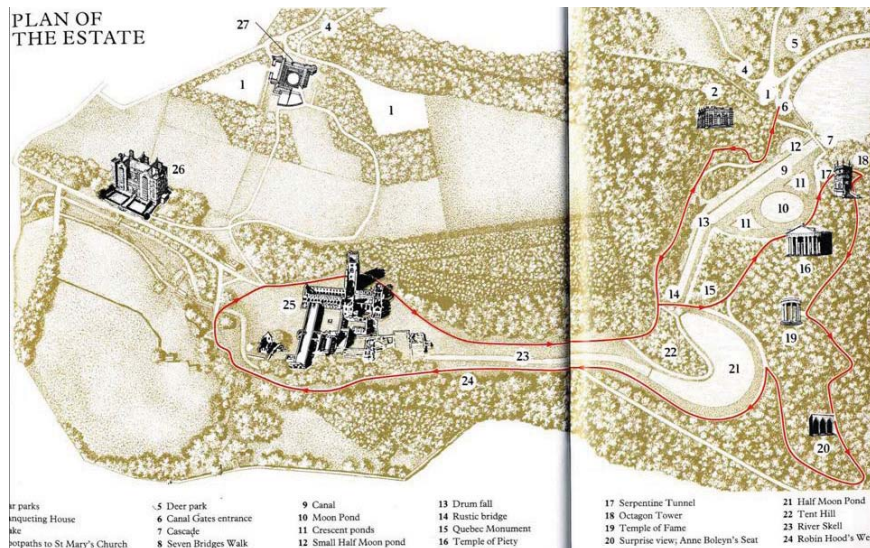 PLAN OF
THE ESTATE
27
4
1
1
26
25
23
24
5
4
2
1
6
7
12
9
11
17
18
10
13
11
16
14
15
19
22
21
20
parks
Banqueting House
5 Deer park
6 Canal Gates entrance
7 Cascade
8 Seven Bridges Walk
9 Canal
10 Moon Pond
11 Crescent ponds
12 Small Half Moon pond
13 Drum fall
14 Rustic bridge
15 Quebec Monument
16 Temple of Piety
17 Serpentine Tunnel
18 Octagon Tower
19 Temple of Fame
20 Surprise view; Anne Boleyn's Seat
21 Half Moon Pond
22 Tent Hill
23 River Skell
24 Robin Hood's We
to St Mary's Church